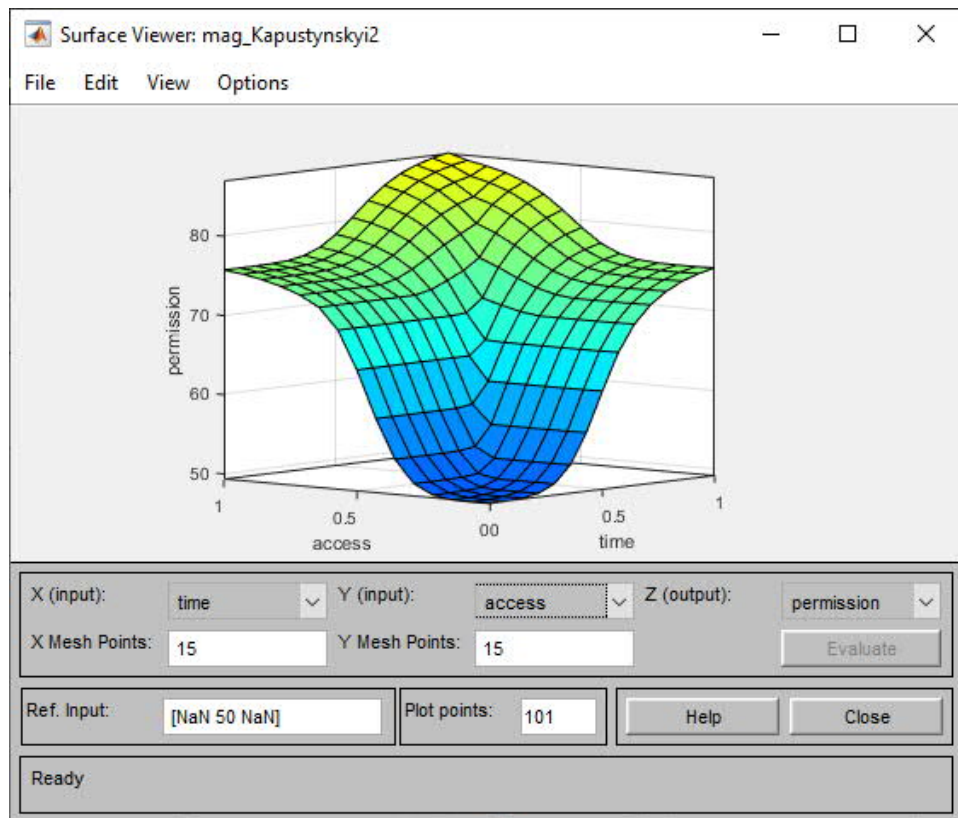 Surface Viewer: mag_Kapustynskyi2
File Edit View Options
80
70
60
50
permission
1
0.5
access
00
0.5
time
1
X (input): time Y (input): access Z (output): permission
X Mesh Points: 15 Y Mesh Points: 15 Evaluate
Ref. Input: [NaN 50 NaN] Plot points: 101 Help Close
Ready